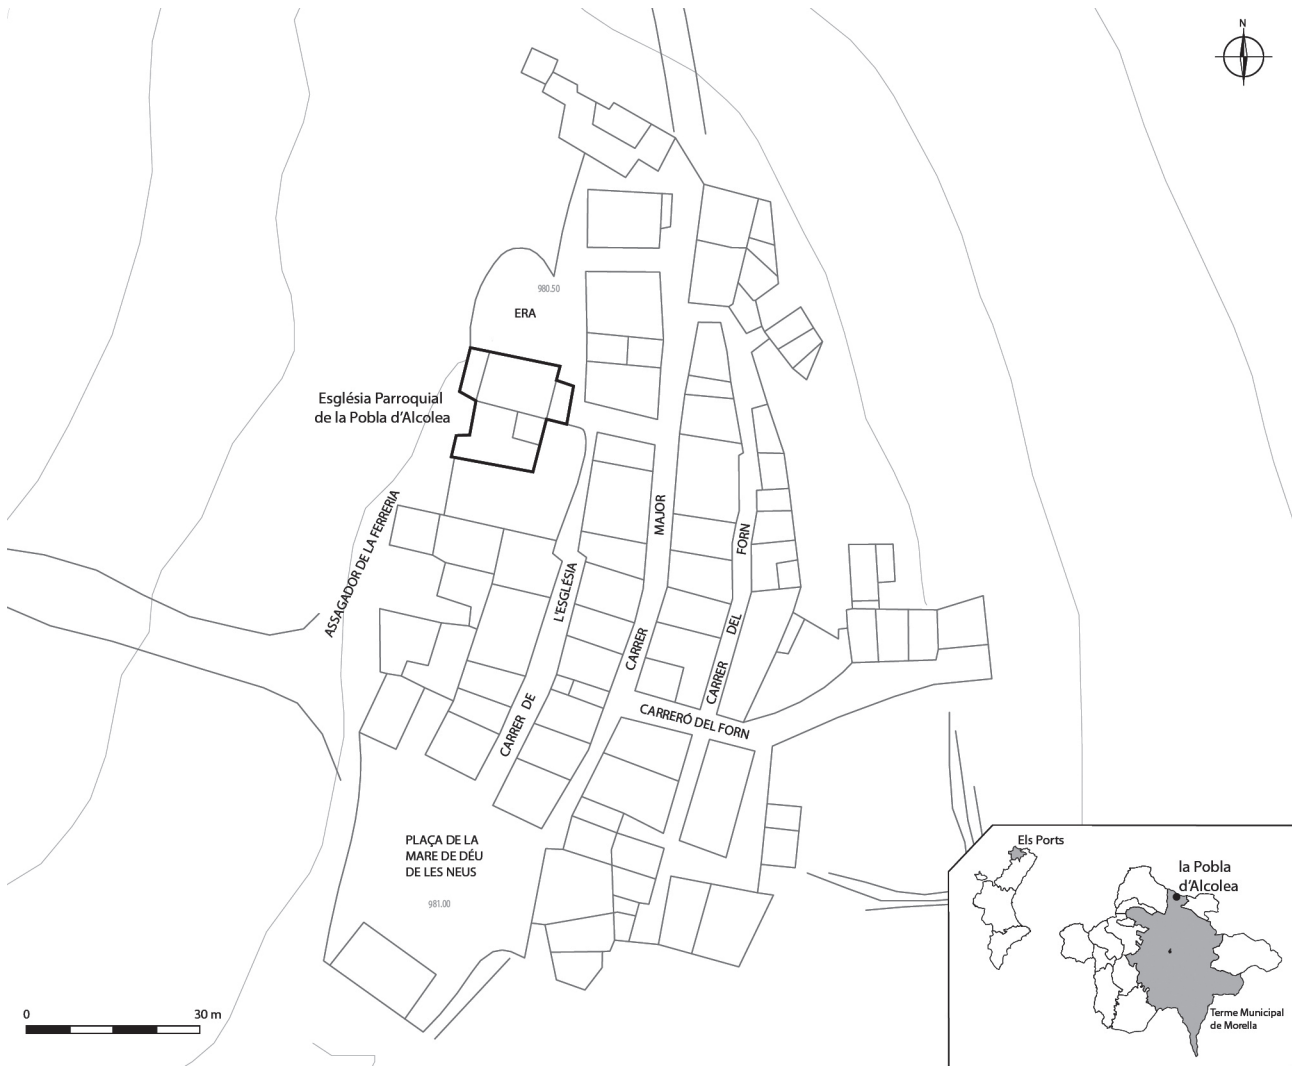 N
980.50
ERA
Església Parroquial
de la Pobla d'Alcolea
ASSAGADOR DE LA FERRERIA
CARRER DE L'ESGLÉSIA
CARRER MAJOR
CARRER DEL FORN
CARRERÓ DEL FORN
PLAÇA DE LA
MARE DE DÉU
DE LES NEUS
981.00
0 30 m
Els Ports
la Pobla
d'Alcolea
Terme Municipal
de Morella